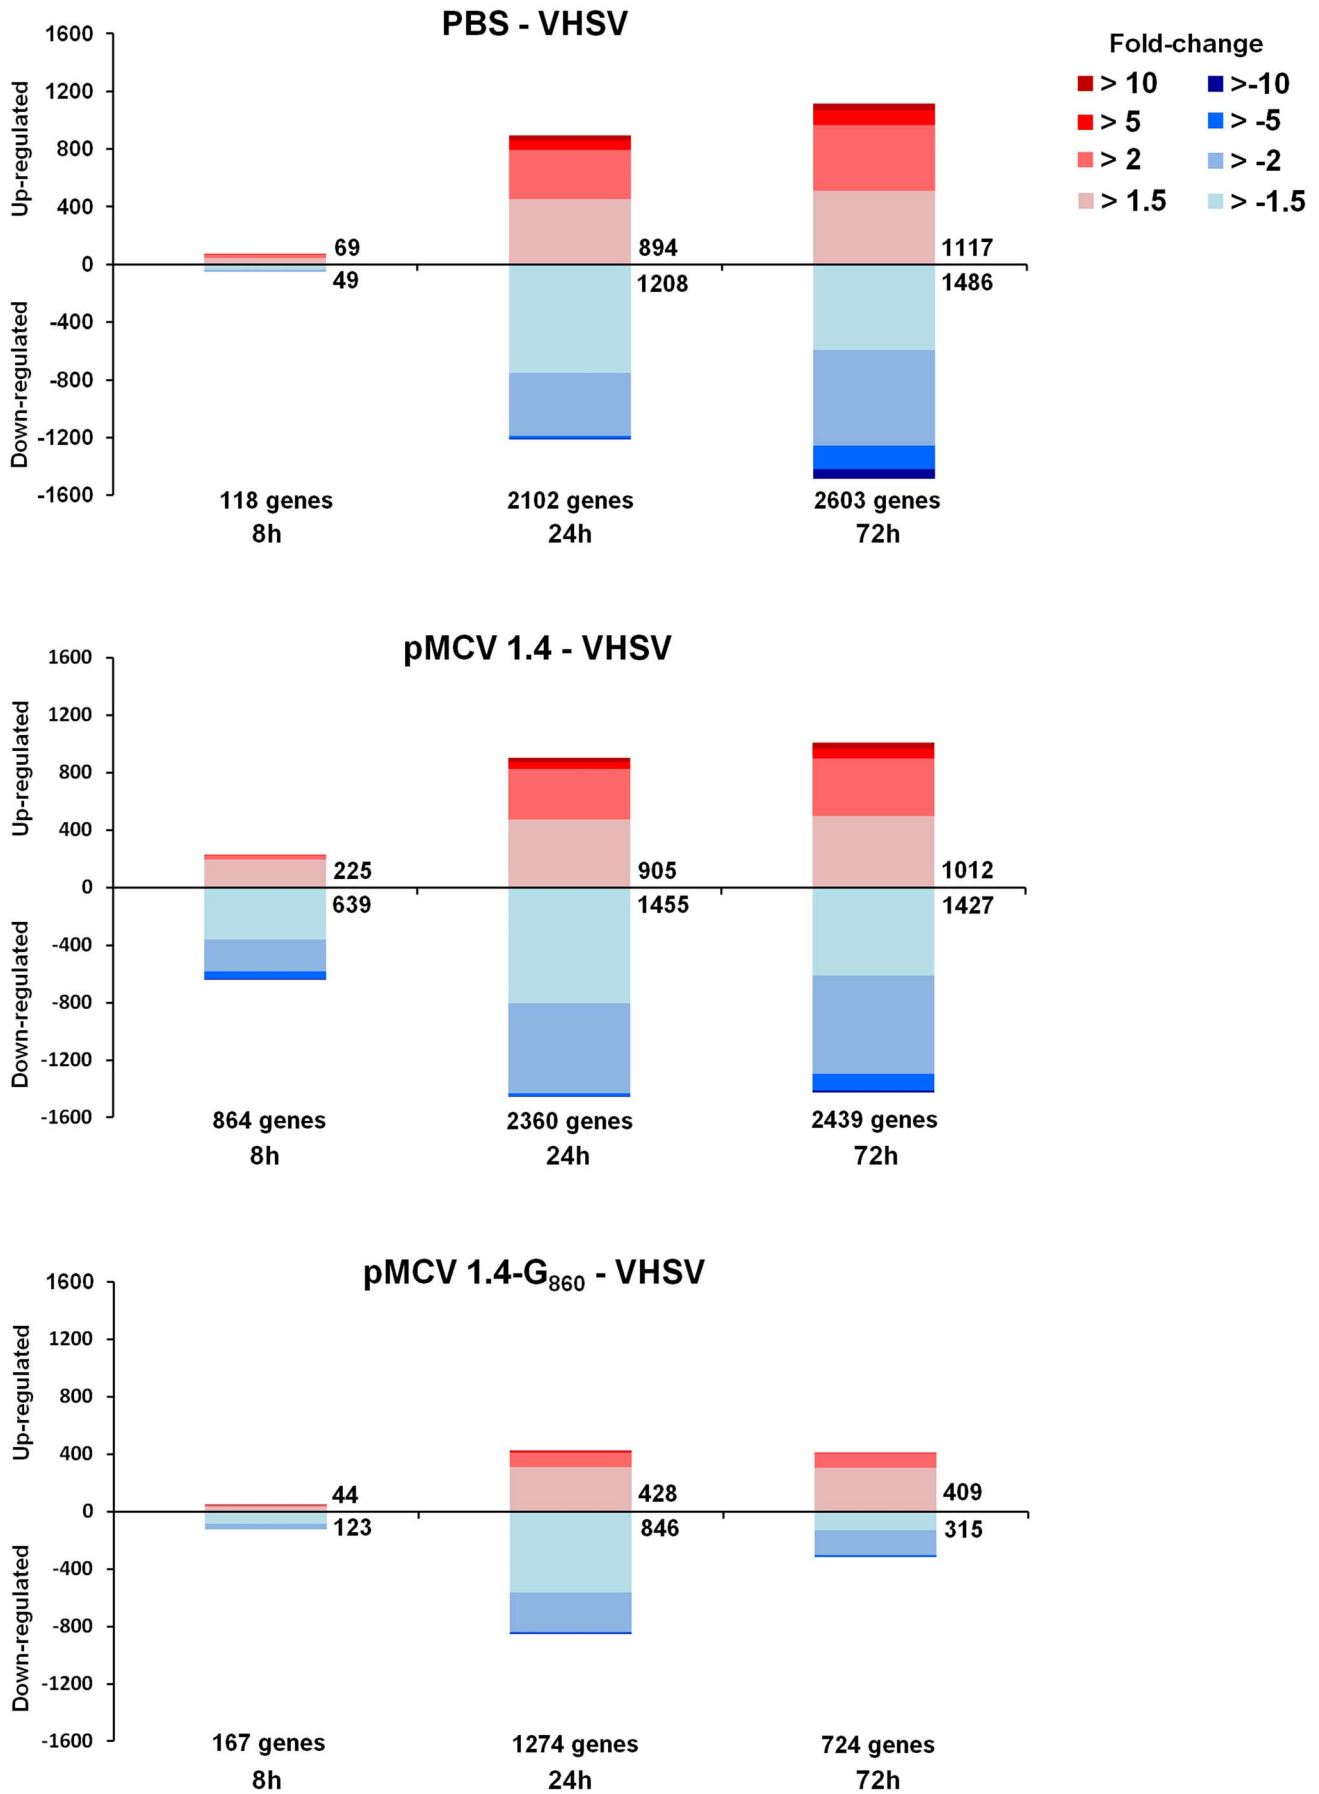 PBS - VHSV
Fold-change
> 10
>-10
> 5
> -5
> 2
> -2
> 1.5
> -1.5
1600
1200
800
400
0
-400
-800
-1200
-1600
Up-regulated
Down-regulated
69
49
894
1208
1117
1486
118 genes
2102 genes
2603 genes
8h
24h
72h
pMCV 1.4 - VHSV
1600
1200
800
400
0
-400
-800
-1200
-1600
Up-regulated
Down-regulated
225
639
905
1455
1012
1427
864 genes
2360 genes
2439 genes
8h
24h
72h
pMCV 1.4-G860 - VHSV
1600
1200
800
400
0
-400
-800
-1200
-1600
Up-regulated
Down-regulated
44
123
428
846
409
315
167 genes
1274 genes
724 genes
8h
24h
72h